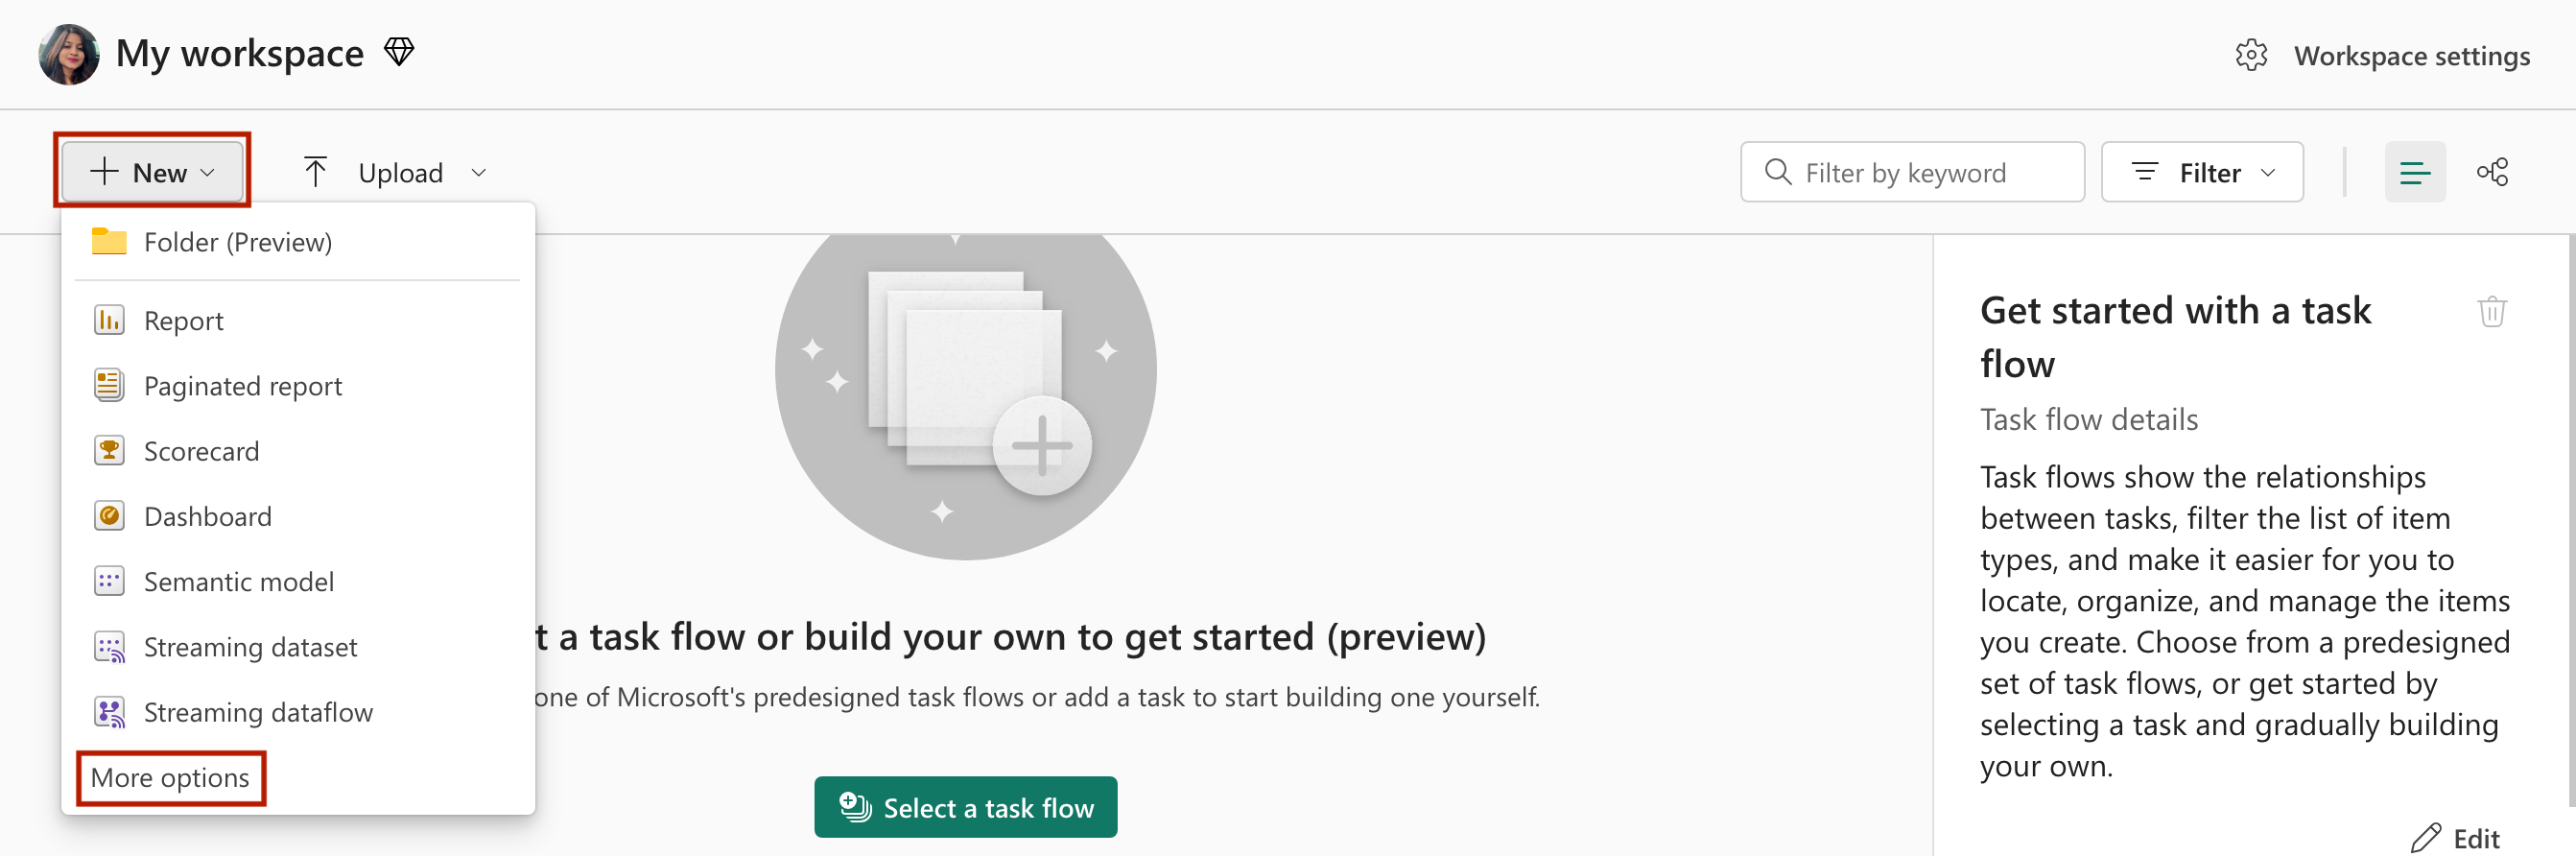 My workspace
Workspace settings
New
Upload
Filter by keyword
Filter
Folder (Preview)
Report
Paginated report
Scorecard
Dashboard
Semantic model
Streaming dataset
Streaming dataflow
More options
t a task flow or build your own to get started (preview)
one of Microsoft's predesigned task flows or add a task to start building one yourself.
Select a task flow
Get started with a task
flow
Task flow details
Task flows show the relationships
between tasks, filter the list of item
types, and make it easier for you to
locate, organize, and manage the items
you create. Choose from a predesigned
set of task flows, or get started by
selecting a task and gradually building
your own.
Edit